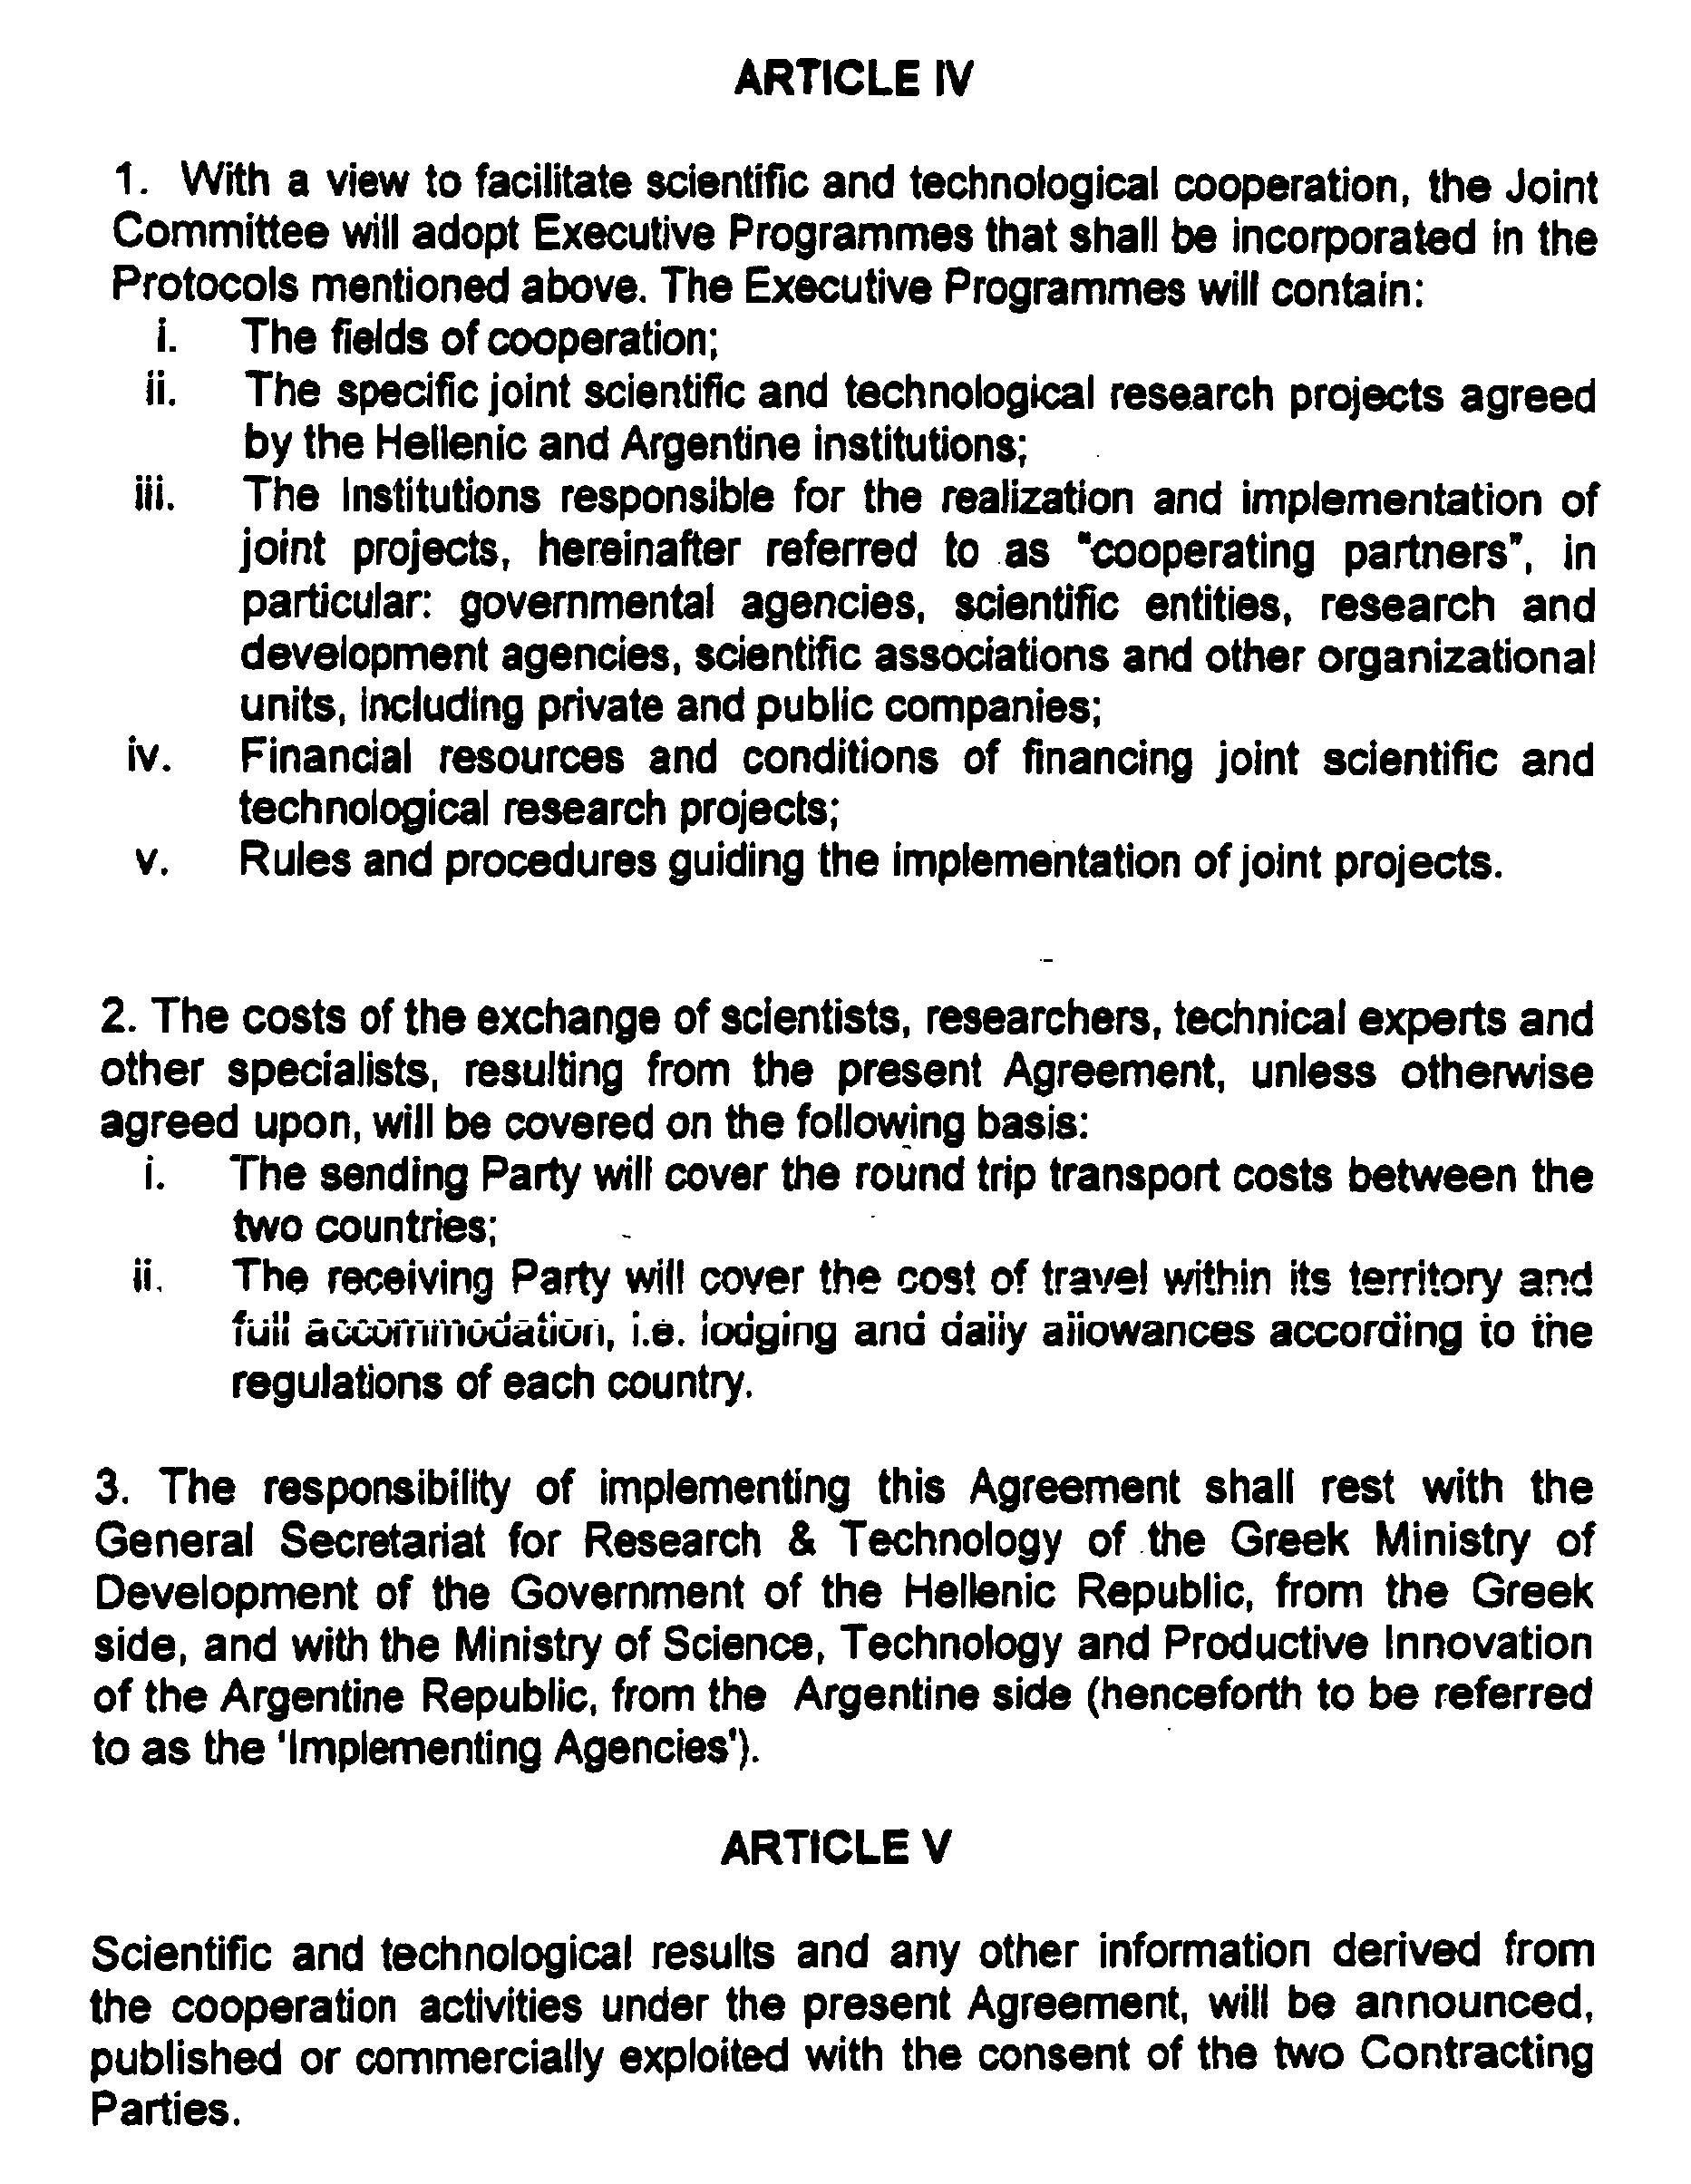 ARTICLE IV
1. With a view to facilitate scientific and technological cooperation, the Joint
Committee will adopt Executive Programmes that shall be incorporated in the
Protocols mentioned above. The Executive Programmes will contain:
i. The fields of cooperation;
ii. The specific joint scientific and technological research projects agreed
by the Hellenic and Argentine institutions;
iii. The Institutions responsible for the realization and implementation of
joint projects, hereinafter referred to as "cooperating partners", in
particular: governmental agencies, scientific entities, research and
development agencies, scientific associations and other organizational
units, including private and public companies;
iv. Financial resources and conditions of financing joint scientific and
technological research projects;
v. Rules and procedures guiding the implementation of joint projects.
2. The costs of the exchange of scientists, researchers, technical experts and
other specialists, resulting from the present Agreement, unless otherwise
agreed upon, will be covered on the following basis:
i. The sending Party will cover the round trip transport costs between the
two countries;
ii. The receiving Party will cover the cost of travel within its territory and
full accommodation, i.e. lodging and daily allowances according to the
regulations of each country.
3. The responsibility of implementing this Agreement shall rest with the
General Secretariat for Research & Technology of the Greek Ministry of
Development of the Government of the Hellenic Republic, from the Greek
side, and with the Ministry of Science, Technology and Productive Innovation
of the Argentine Republic, from the Argentine side (henceforth to be referred
to as the 'Implementing Agencies').
ARTICLE V
Scientific and technological results and any other information derived from
the cooperation activities under the present Agreement, will be announced,
published or commercially exploited with the consent of the two Contracting
Parties.